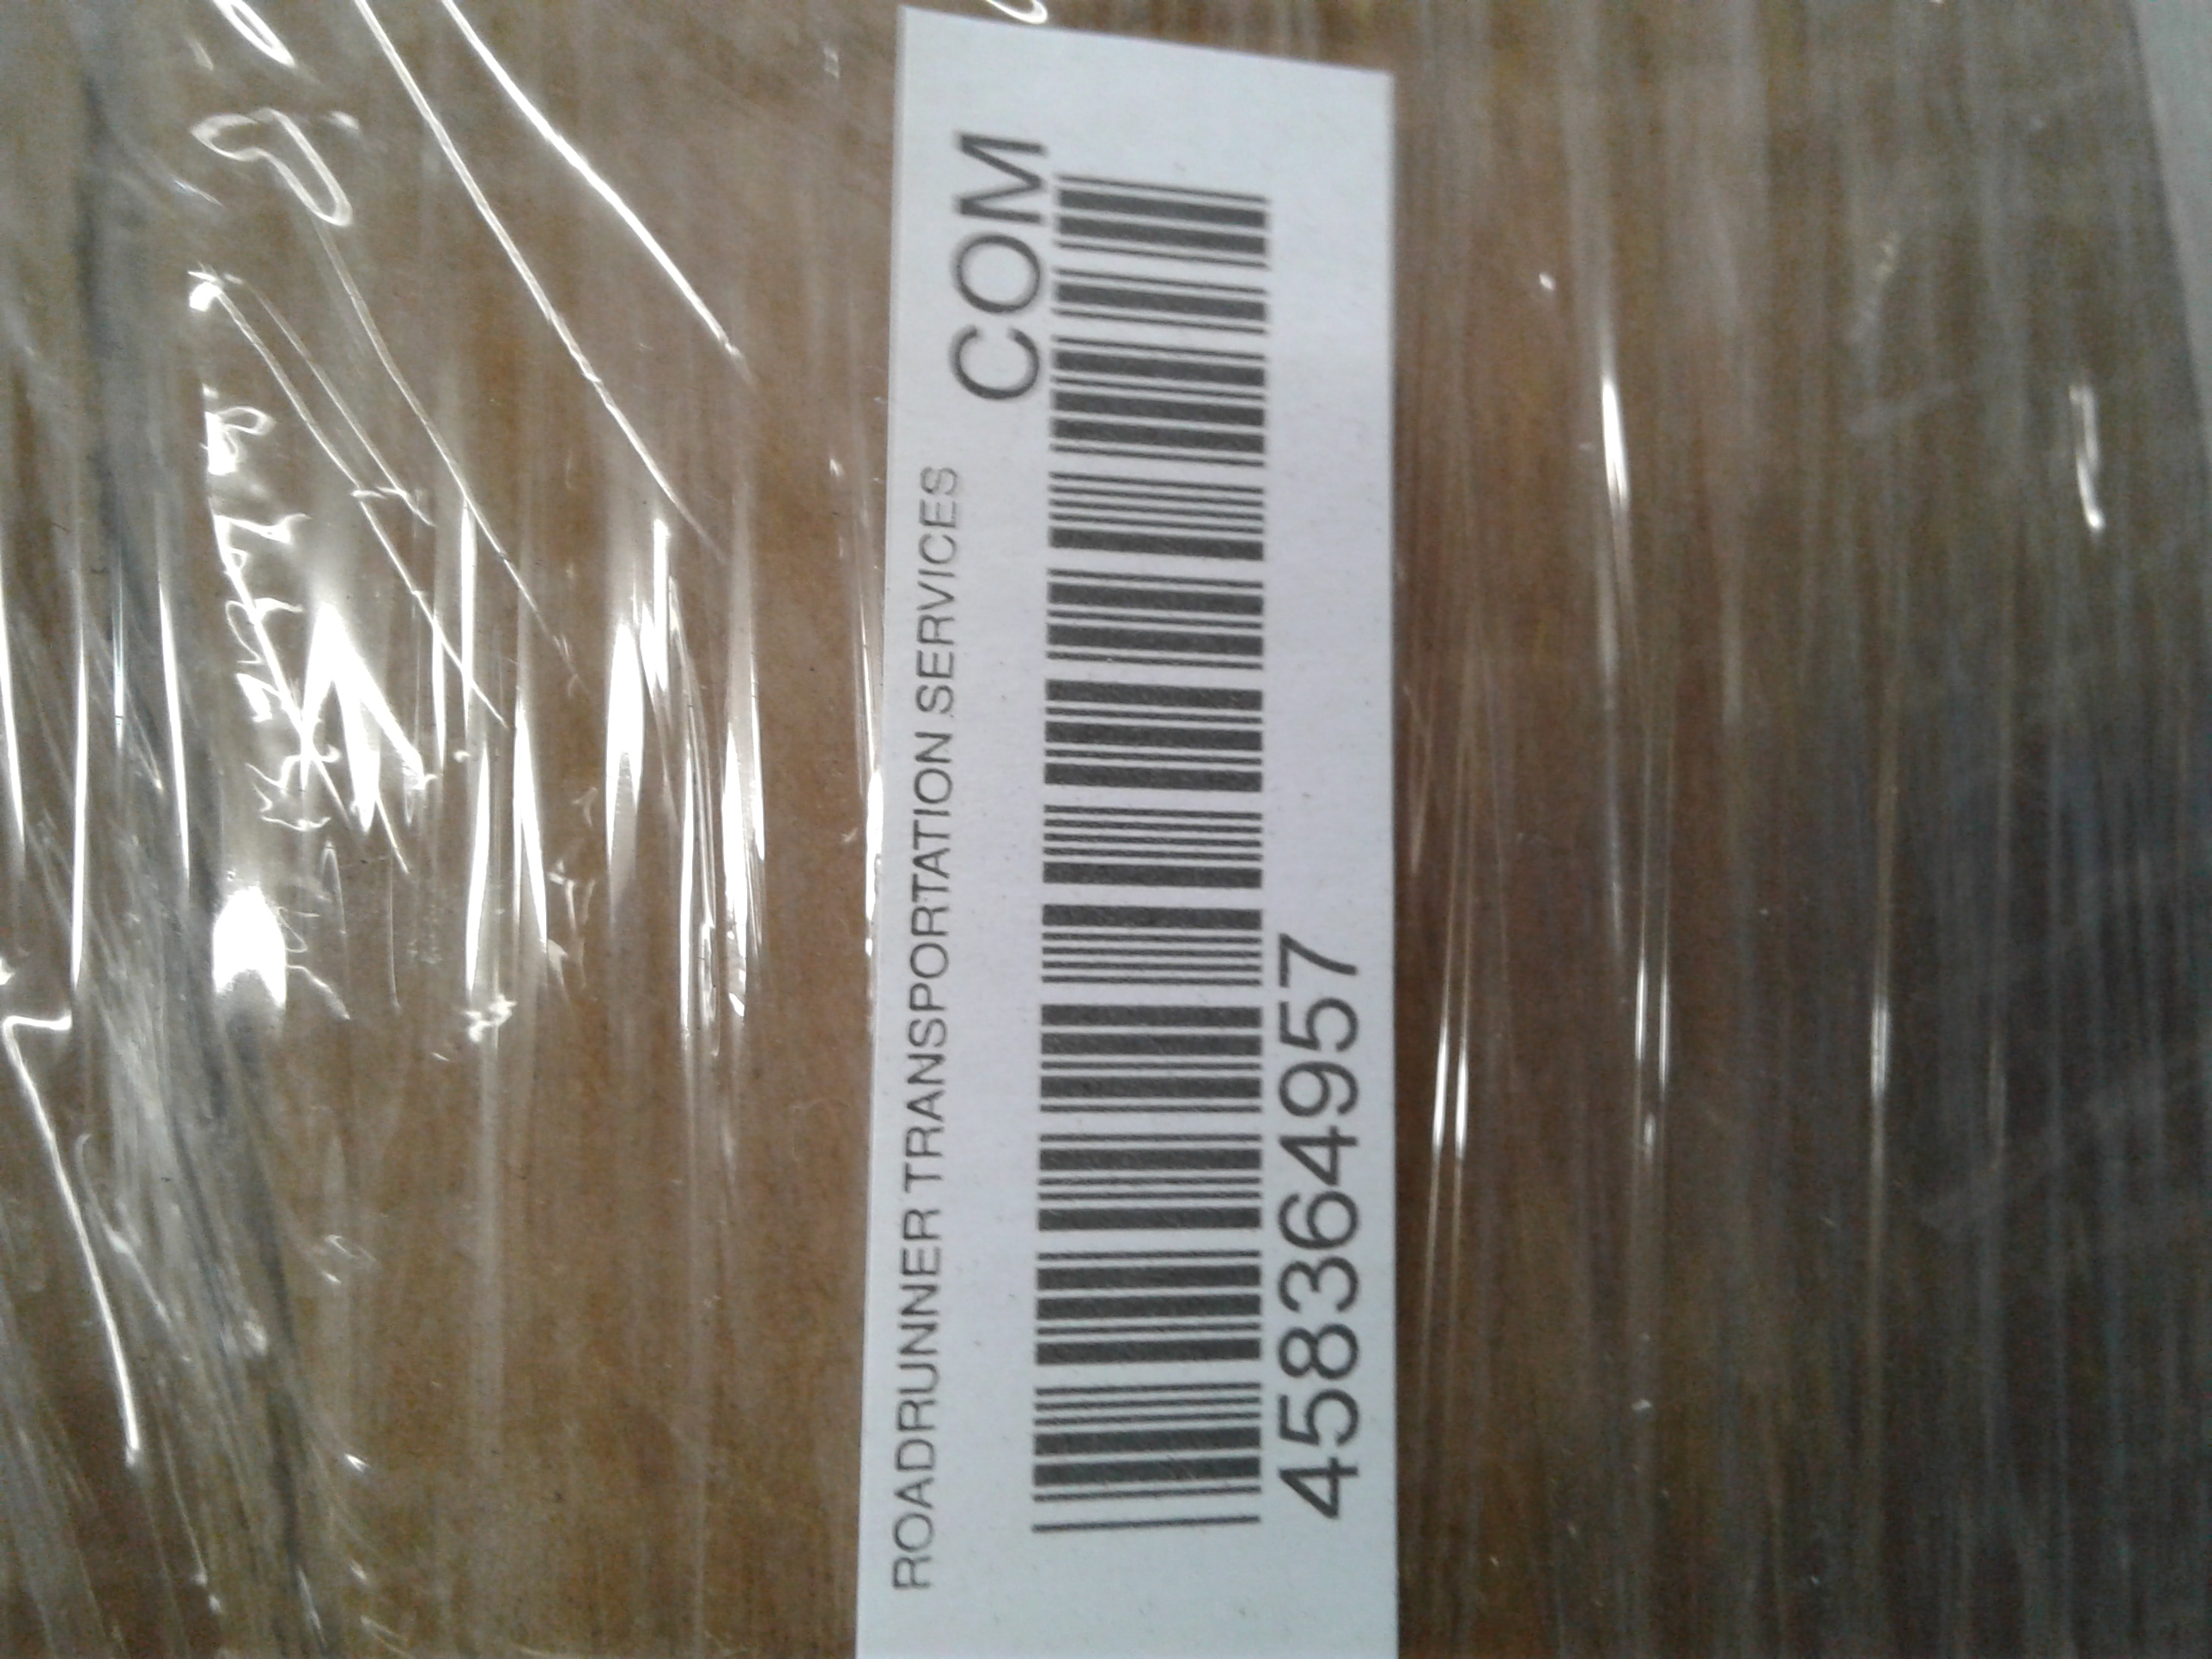 ROADRUNNER TRANSPORTATION SERVICES
COM
458364957